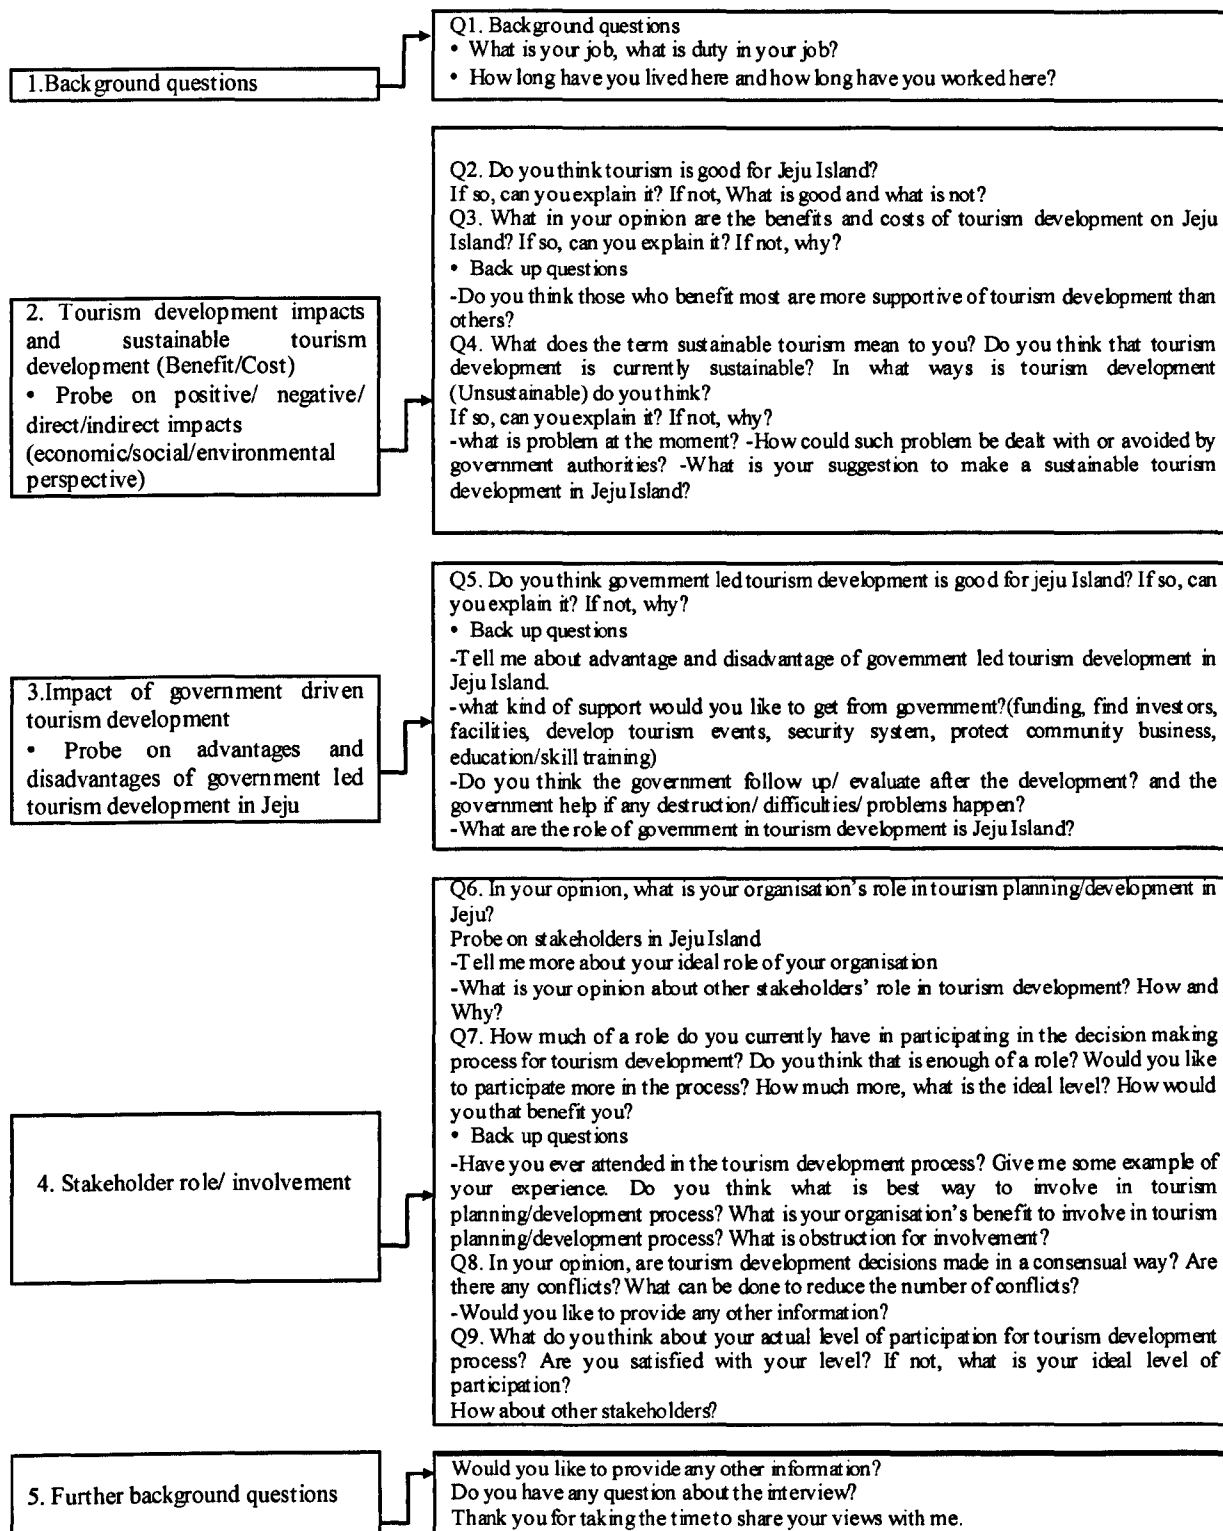 1.Background questions
Q1. Background questions
• What is your job, what is duty in your job?
• How long have you lived here and how long have you worked here?
2. Tourism development impacts
and sustainable tourism
development (Benefit/Cost)
• Probe on positive/ negative/
direct/indirect impacts
(economic/social/environmental
perspective)
Q2. Do you think tourism is good for Jeju Island?
If so, can you explain it? If not, What is good and what is not?
Q3. What in your opinion are the benefits and costs of tourism development on Jeju
Island? If so, can you explain it? If not, why?
• Back up questions
-Do you think those who benefit most are more supportive of tourism development than
others?
Q4. What does the term sustainable tourism mean to you? Do you think that tourism
development is currently sustainable? In what ways is tourism development
(Unsustainable) do you think?
If so, can you explain it? If not, why?
-what is problem at the moment? -How could such problem be dealt with or avoided by
government authorities? -What is your suggestion to make a sustainable tourism
development in Jeju Island?
3.Impact of government driven
tourism development
• Probe on advantages and
disadvantages of government led
tourism development in Jeju
Q5. Do you think government led tourism development is good for jeju Island? If so, can
you explain it? If not, why?
• Back up questions
-Tell me about advantage and disadvantage of government led tourism development in
Jeju Island.
-what kind of support would you like to get from government?(funding, find investors,
facilities, develop tourism events, security system, protect community business,
education/skill training)
-Do you think the government follow up/ evaluate after the development? and the
government help if any destruction/ difficulties/ problems happen?
-What are the role of government in tourism development is Jeju Island?
4. Stakeholder role/ involvement
Q6. In your opinion, what is your organisation's role in tourism planning/development in
Jeju?
Probe on stakeholders in Jeju Island
-Tell me more about your ideal role of your organisation
-What is your opinion about other stakeholders' role in tourism development? How and
Why?
Q7. How much of a role do you currently have in participating in the decision making
process for tourism development? Do you think that is enough of a role? Would you like
to participate more in the process? How much more, what is the ideal level? How would
you that benefit you?
• Back up questions
-Have you ever attended in the tourism development process? Give me some example of
your experience. Do you think what is best way to involve in tourism
planning/development process? What is your organisation's benefit to involve in tourism
planning/development process? What is obstruction for involvement?
Q8. In your opinion, are tourism development decisions made in a consensual way? Are
there any conflicts? What can be done to reduce the number of conflicts?
-Would you like to provide any other information?
Q9. What do you think about your actual level of participation for tourism development
process? Are you satisfied with your level? If not, what is your ideal level of
participation?
How about other stakeholders?
5. Further background questions
Would you like to provide any other information?
Do you have any question about the interview?
Thank you for taking the time to share your views with me.